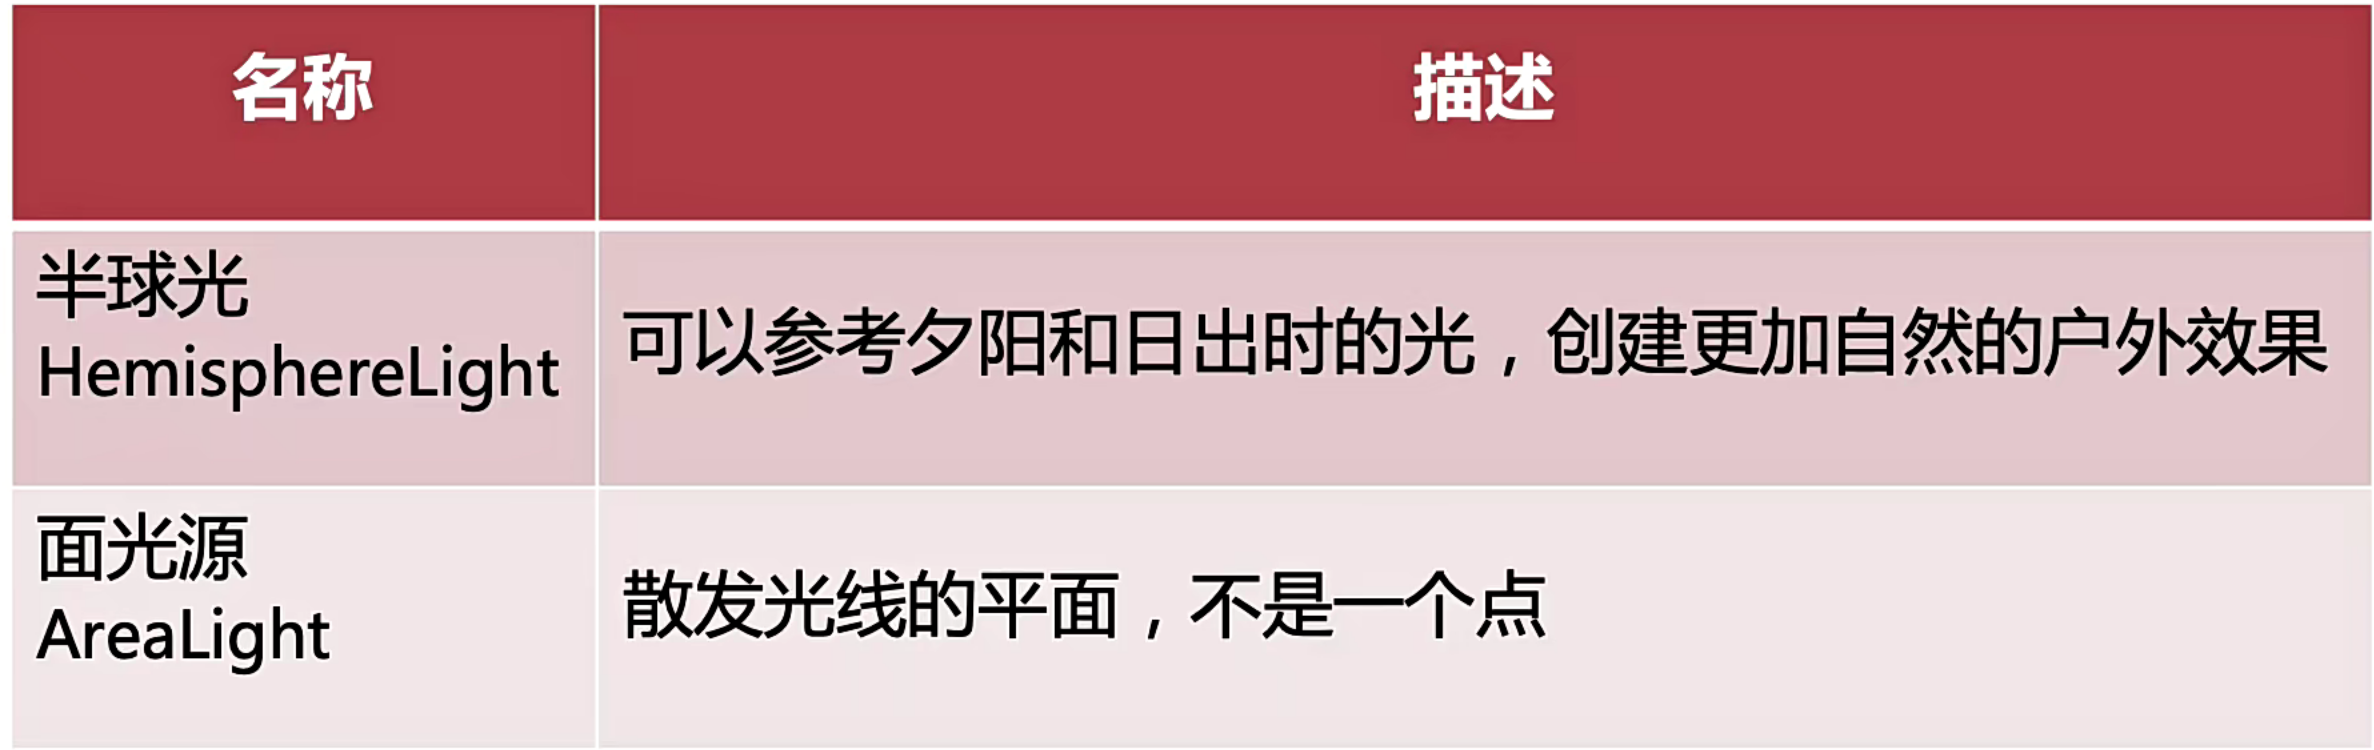 名称
描述
半球光
HemisphereLight
可以参考夕阳和日出时的光，创建更加自然的户外效果
面光源
AreaLight
散发光线的平面，不是一个点